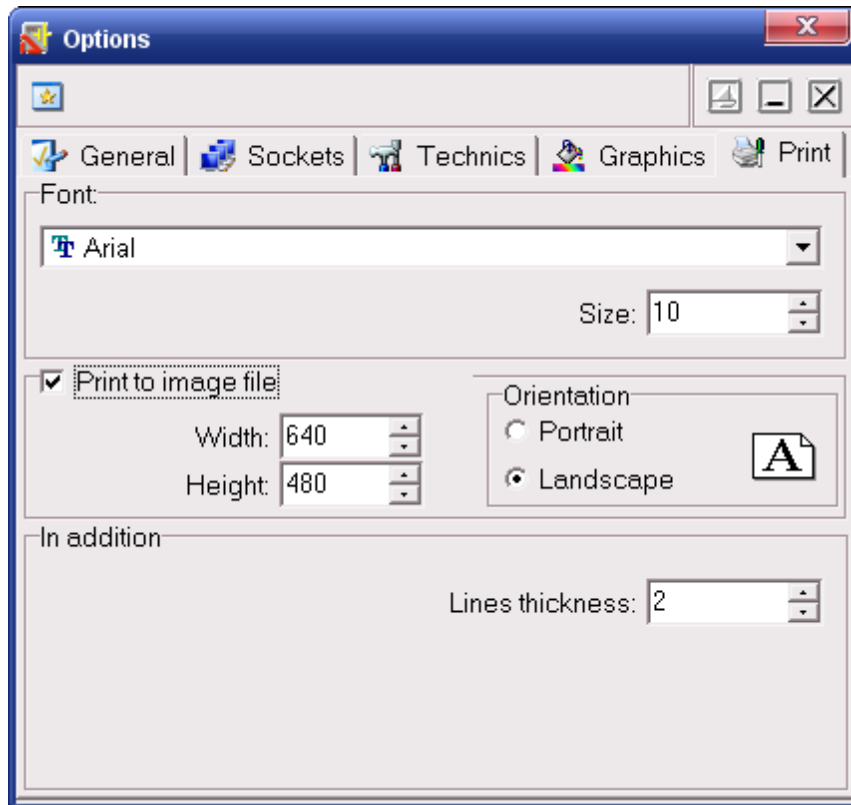 Options
General Sockets Technics Graphics Print
Font:
Arial
Size: 10
Print to image file
Width: 640
Height: 480
Orientation
Portrait
Landscape
A
In addition
Lines thickness: 2